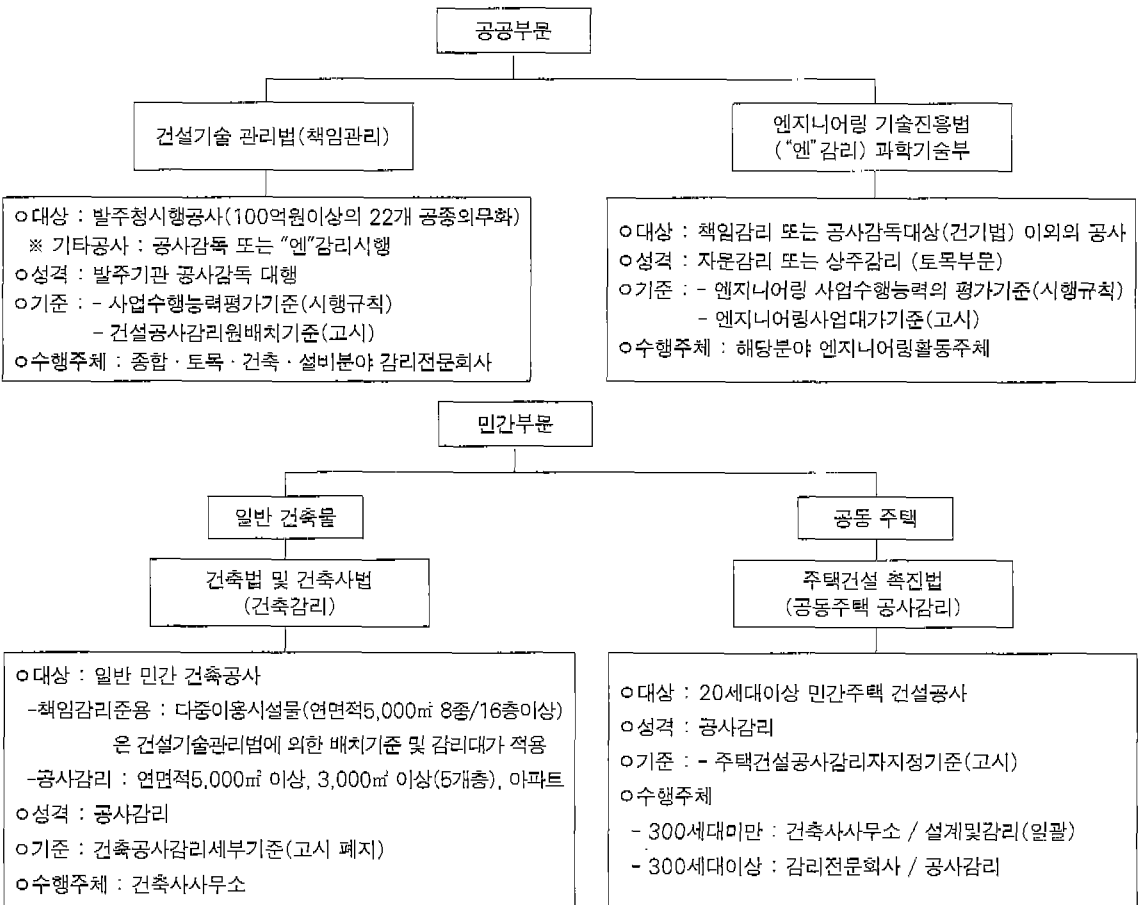 공공부문
건설기술 관리법(책임관리)
엔지니어링 기술진흥법
("엔"감리) 과학기술부
ㅇ대상 : 발주청시행공사(100억원이상의 22개 공종의무화)
※ 기타공사 : 공사감독 또는 "엔"감리시행
ㅇ성격 : 발주기관 공사감독 대행
ㅇ기준 : - 사업수행능력평가기준(시행규칙)
- 건설공사감리원배치기준(고시)
ㅇ수행주체 : 종합 · 토목 · 건축 · 설비분야 감리전문회사
ㅇ대상 : 책임감리 또는 공사감독대상(건기법) 이외의 공사
ㅇ성격 : 자문감리 또는 상주감리 (토목부문)
ㅇ기준 : - 엔지니어링 사업수행능력의 평가기준(시행규칙)
- 엔지니어링사업대가기준(고시)
ㅇ수행주체 : 해당분야 엔지니어링활동주체
민간부문
일반 건축물
공동 주택
건축법 및 건축사법
(건축감리)
주택건설 촉진법
(공동주택 공사감리)
ㅇ대상 : 일반 민간 건축공사
-책임감리준용 : 다중이용시설물(연면적5,000㎡ 8종/16층이상)
은 건설기술관리법에 의한 배치기준 및 감리대가 적용
-공사감리 : 연면적5,000㎡ 이상, 3,000㎡ 이상(5개층), 아파트
ㅇ성격 : 공사감리
ㅇ기준 : 건축공사감리세부기준(고시 폐지)
ㅇ수행주체 : 건축사사무소
ㅇ대상 : 20세대이상 민간주택 건설공사
ㅇ성격 : 공사감리
ㅇ기준 : - 주택건설공사감리자지정기준(고시)
ㅇ수행주체
- 300세대미만 : 건축사사무소 / 설계및감리(일괄)
- 300세대이상 : 감리전문회사 / 공사감리